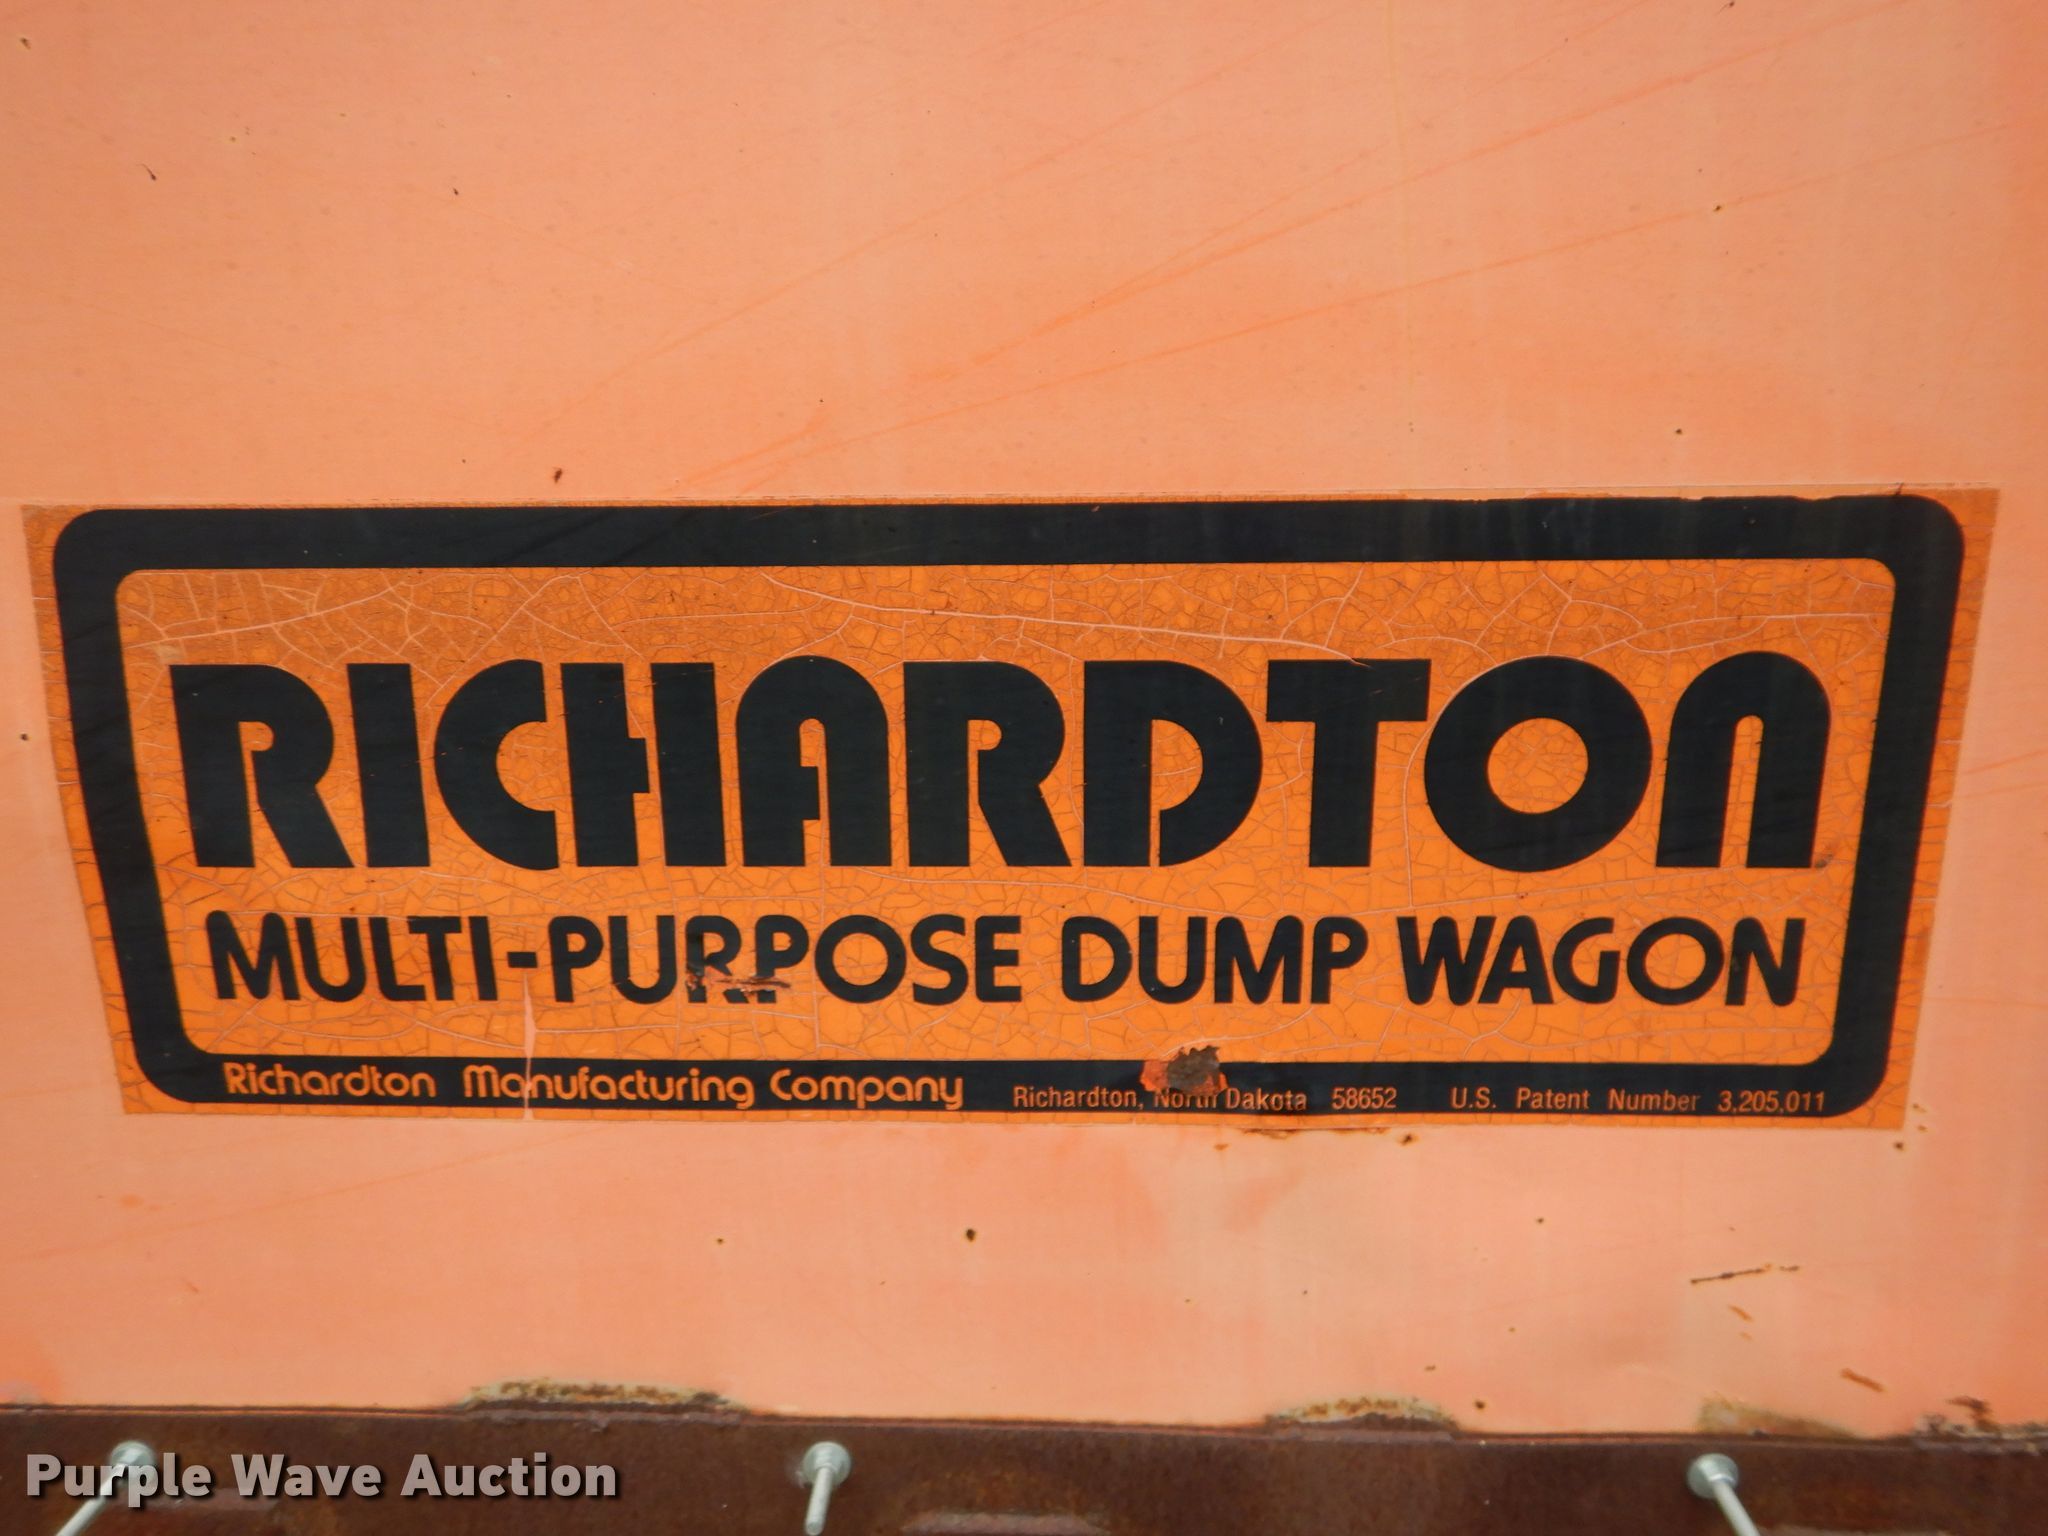 RICHARDTON
MULTI-PURPOSE DUMP WAGON
Richardton Manufacturing Company Richardton, North Dakota 58652 U.S. Patent Number 3,205,011
Purple Wave Auction